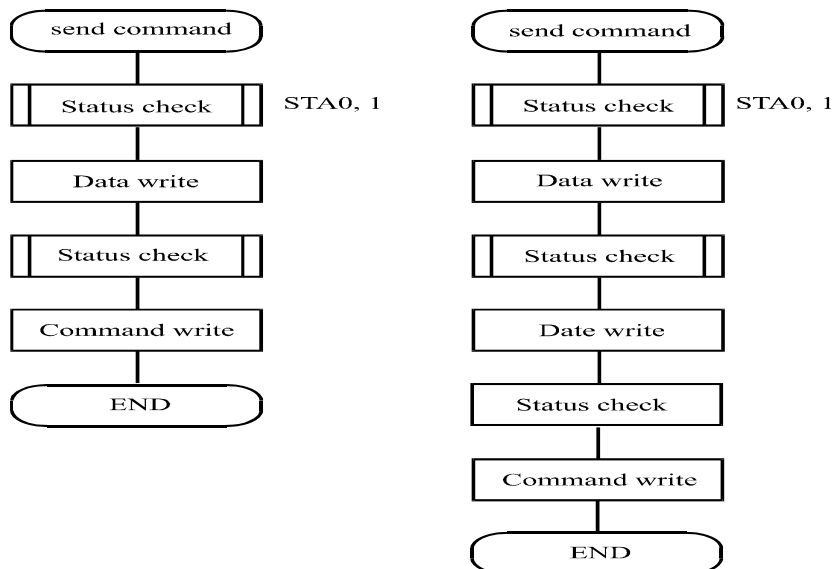 send command
Status check
STA0, 1
Data write
Status check
Command write
END
send command
Status check
STA0, 1
Data write
Status check
Date write
Status check
Command write
END